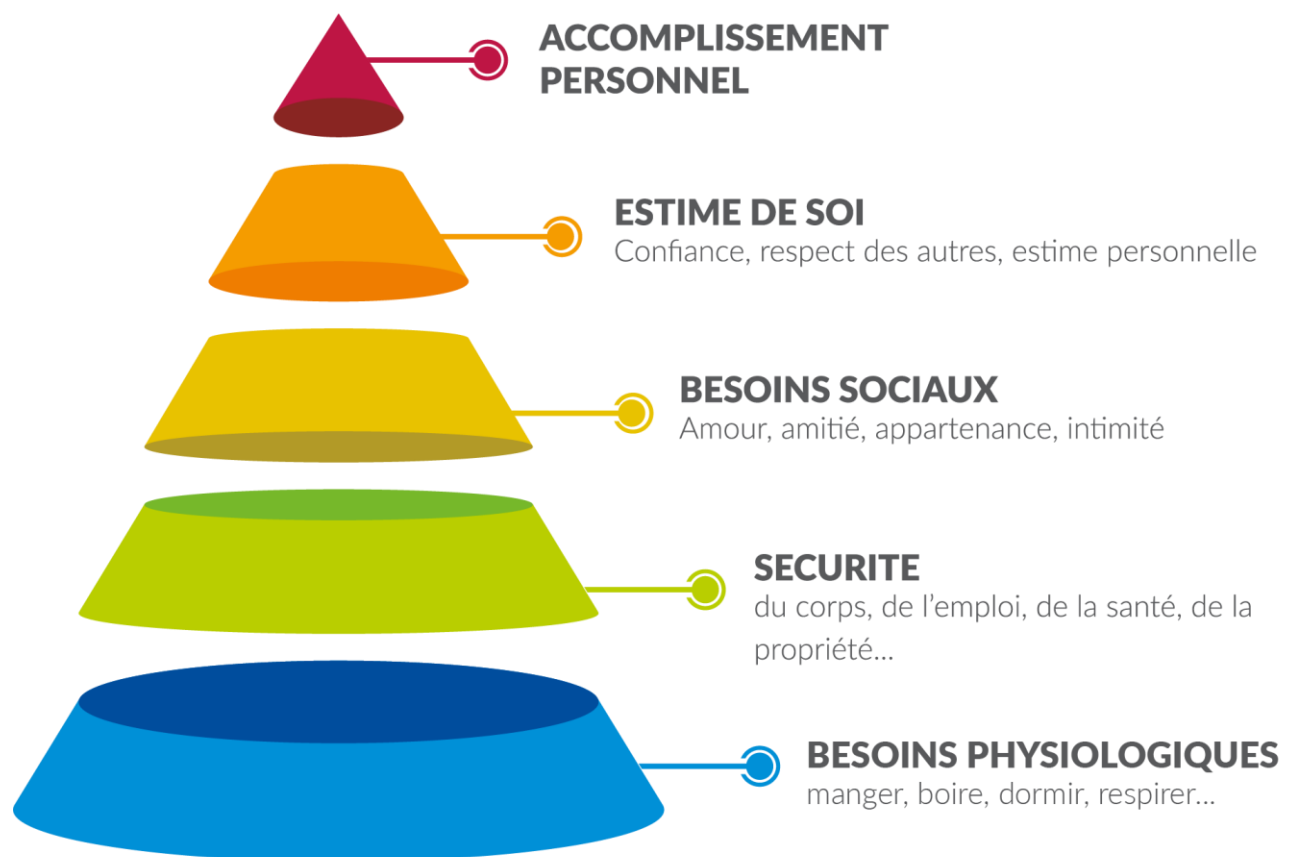 ACCOMPLISSEMENT
PERSONNEL
ESTIME DE SOI
Confiance, respect des autres, estime personnelle
BESOINS SOCIAUX
Amour, amitié, appartenance, intimité
SECURITE
du corps, de l’emploi, de la santé, de la
propriété...
BESOINS PHYSIOLOGIQUES
manger, boire, dormir, respirer...